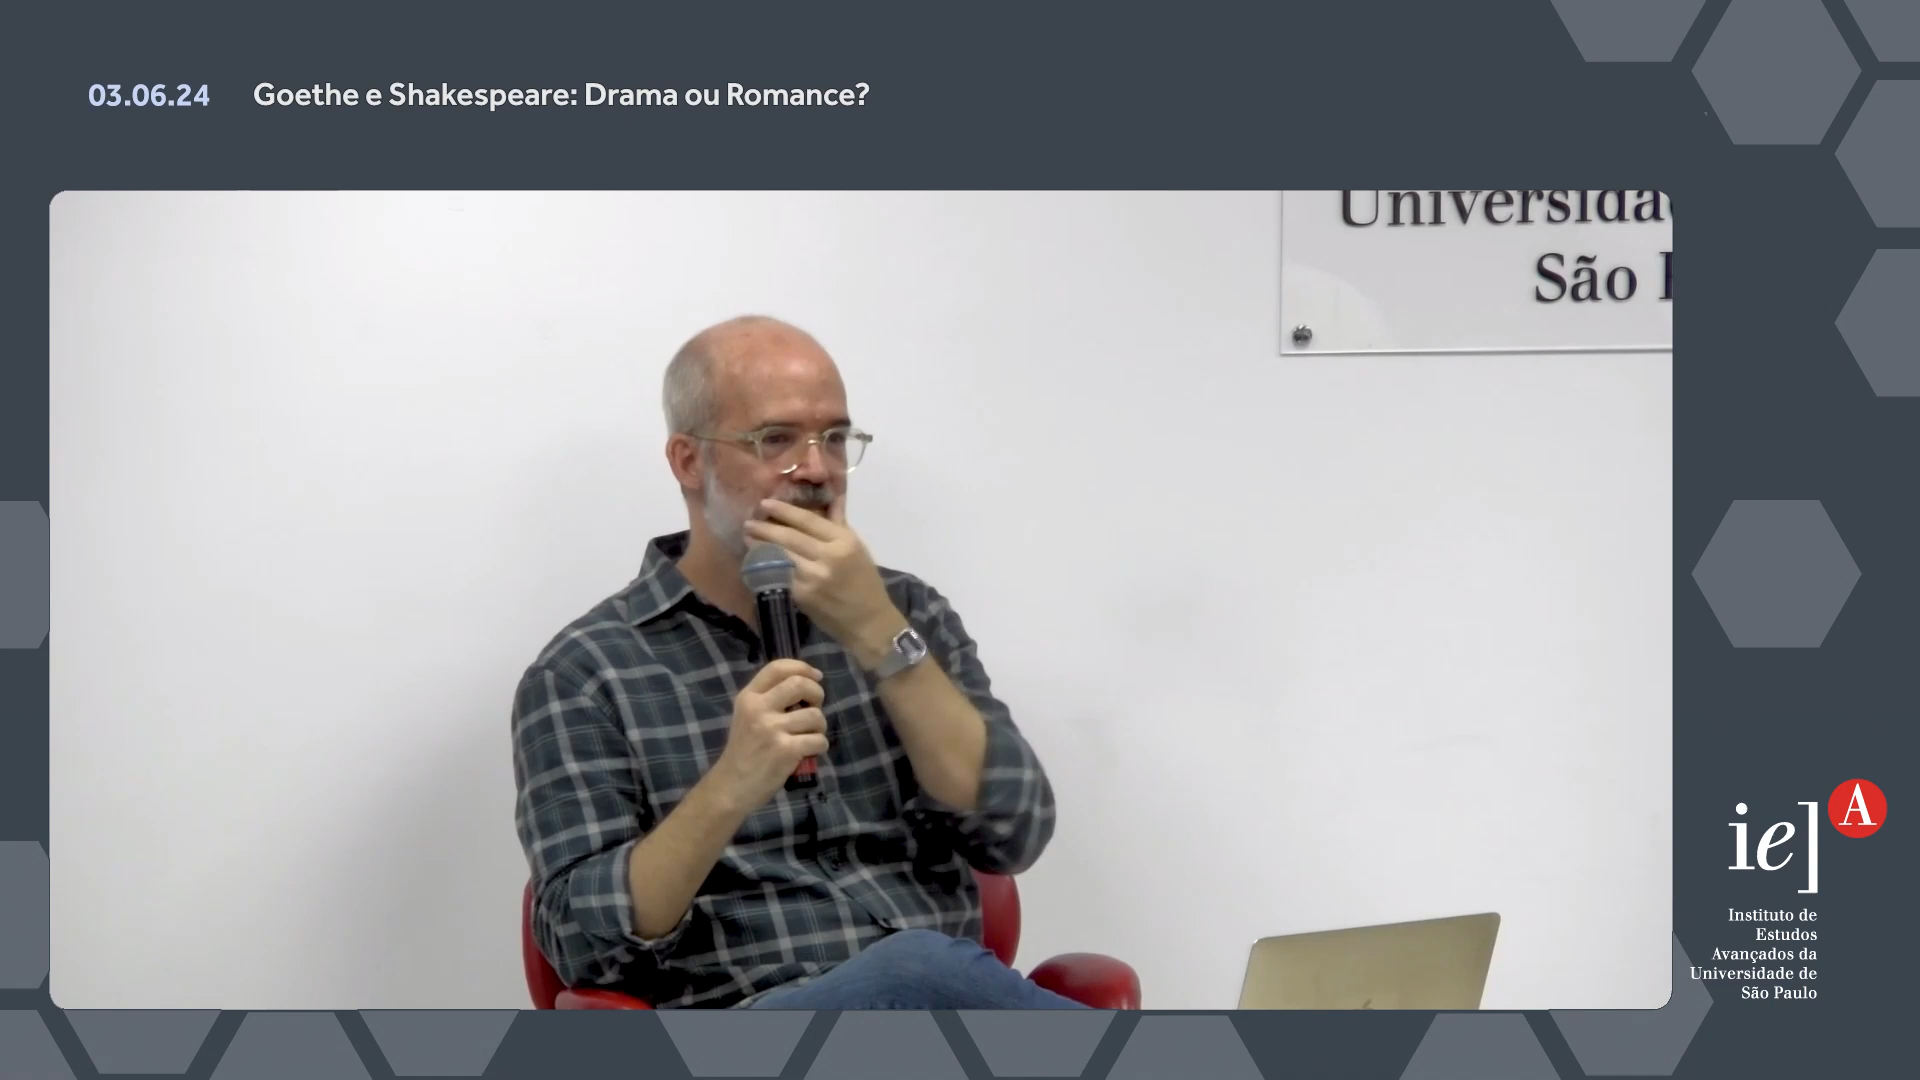 03.06.24 Goethe e Shakespeare: Drama ou Romance?
Universida
São
ie] A
Instituto de
Estudos
Avançados da
Universidade de
São Paulo